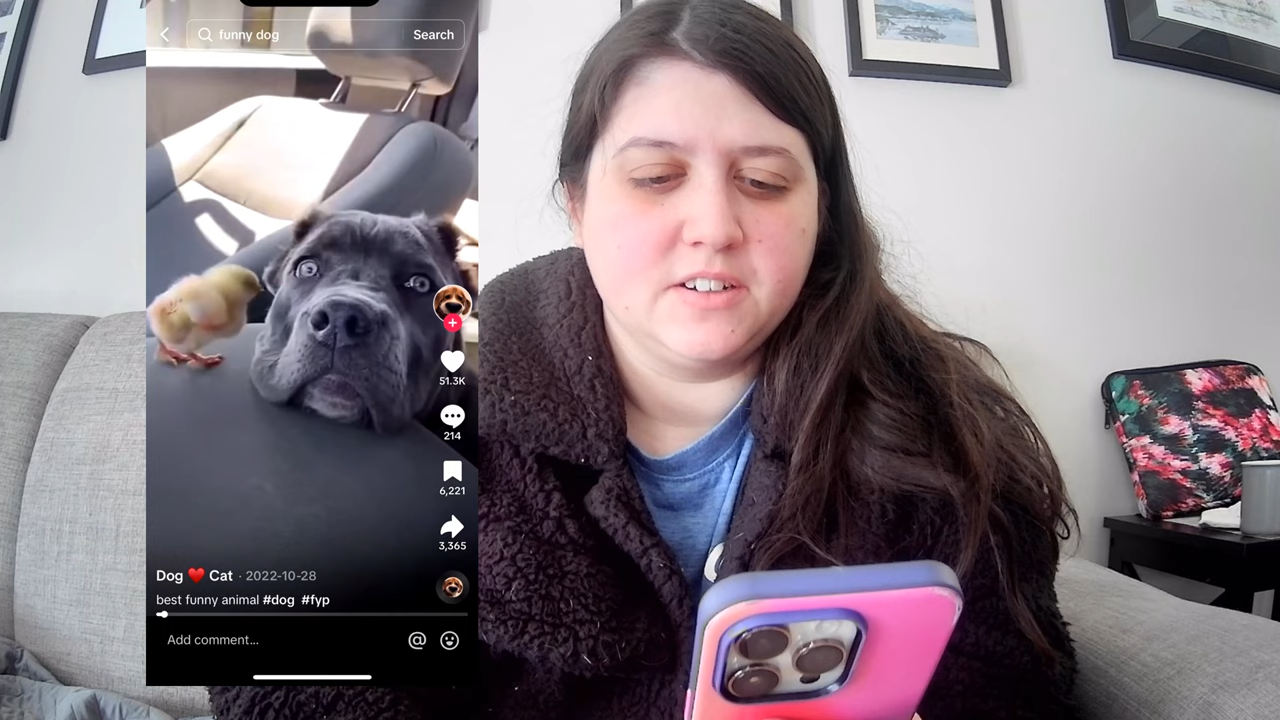 funny dog Search
51.3K
214
6,221
3,365
Dog ❤️ Cat · 2022-10-28
best funny animal #dog #fyp
Add comment...